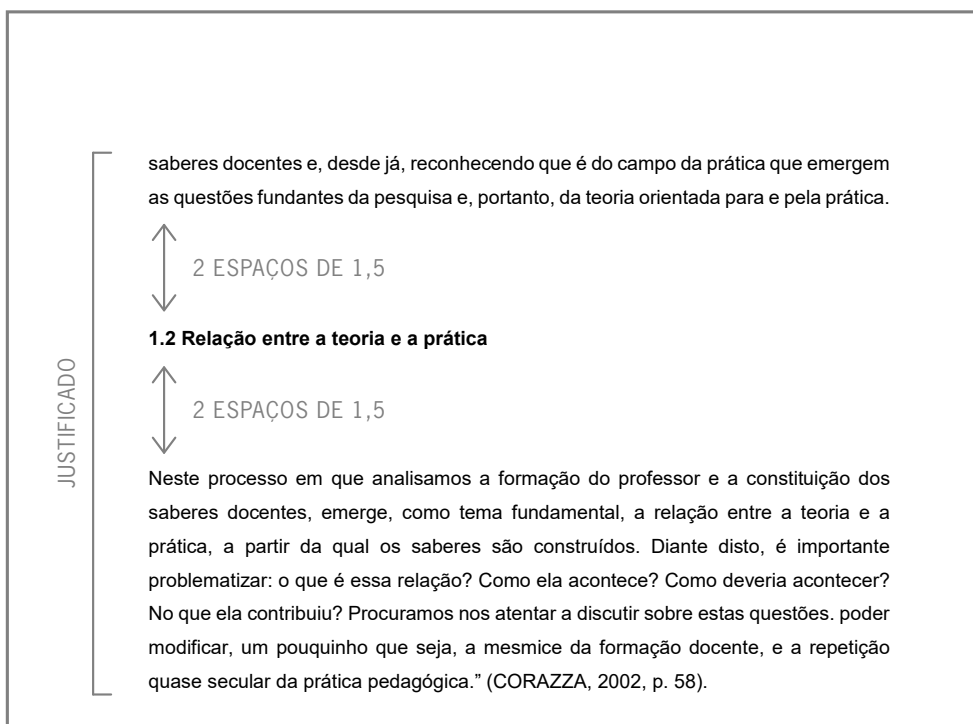 saberes docentes e, desde já, reconhecendo que é do campo da prática que emergem
as questões fundantes da pesquisa e, portanto, da teoria orientada para e pela prática.
2 ESPAÇOS DE 1,5
1.2 Relação entre a teoria e a prática
2 ESPAÇOS DE 1,5
JUSTIFICADO
Neste processo em que analisamos a formação do professor e a constituição dos
saberes docentes, emerge, como tema fundamental, a relação entre a teoria e a
prática, a partir da qual os saberes são construídos. Diante disto, é importante
problematizar: o que é essa relação? Como ela acontece? Como deveria acontecer?
No que ela contribuiu? Procuramos nos atentar a discutir sobre estas questões. poder
modificar, um pouquinho que seja, a mesmice da formação docente, e a repetição
quase secular da prática pedagógica.” (CORAZZA, 2002, p. 58).